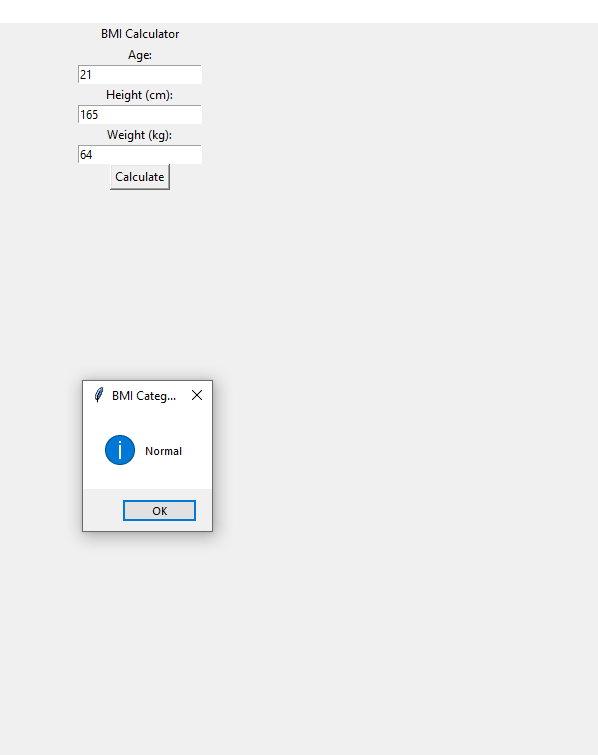 BMI Calculator
Age:
21
Height (cm):
165
Weight (kg):
64
Calculate
BMI Categ...
Normal
OK